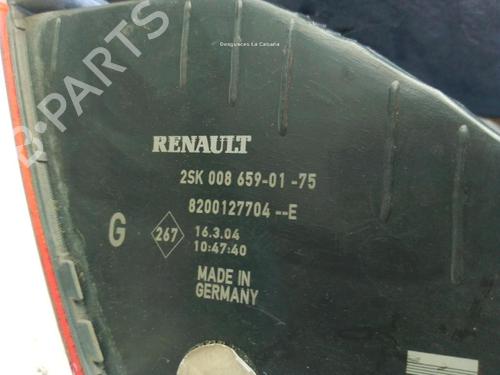 Desguaces La Cabaña
B-PARTS
RENAULT
2SK 008 659-01 -75
8200127704--E
G
267
16.3.04
10:47:40
MADE IN
GERMANY